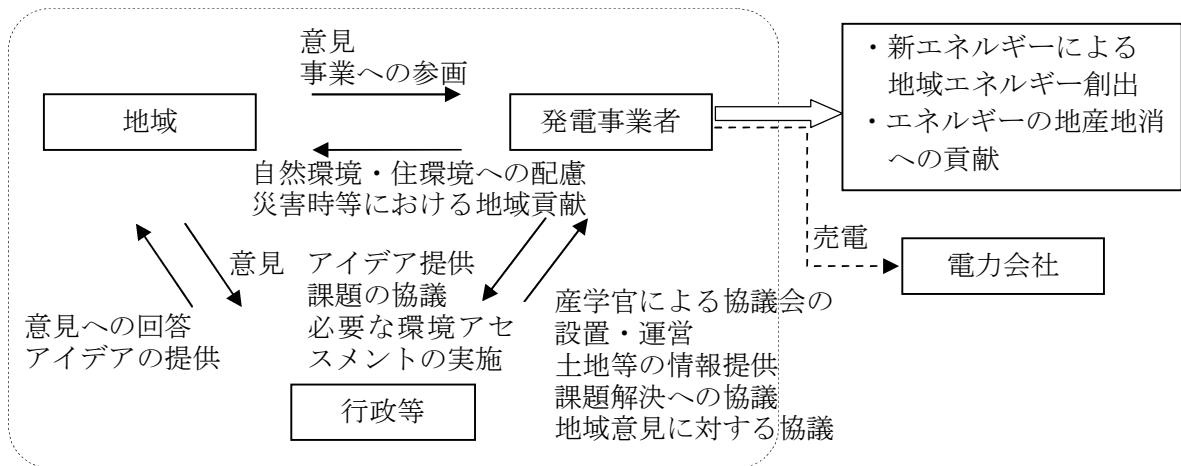 意見
事業への参画
地域
発電事業者
・新エネルギーによる
地域エネルギー創出
・エネルギーの地産地消
への貢献
自然環境・住環境への配慮
災害時等における地域貢献
売電
電力会社
意見
アイデア提供
課題の協議
必要な環境アセ
スメントの実施
意見への回答
アイデアの提供
産学官による協議会の
設置・運営
土地等の情報提供
課題解決への協議
地域意見に対する協議
行政等